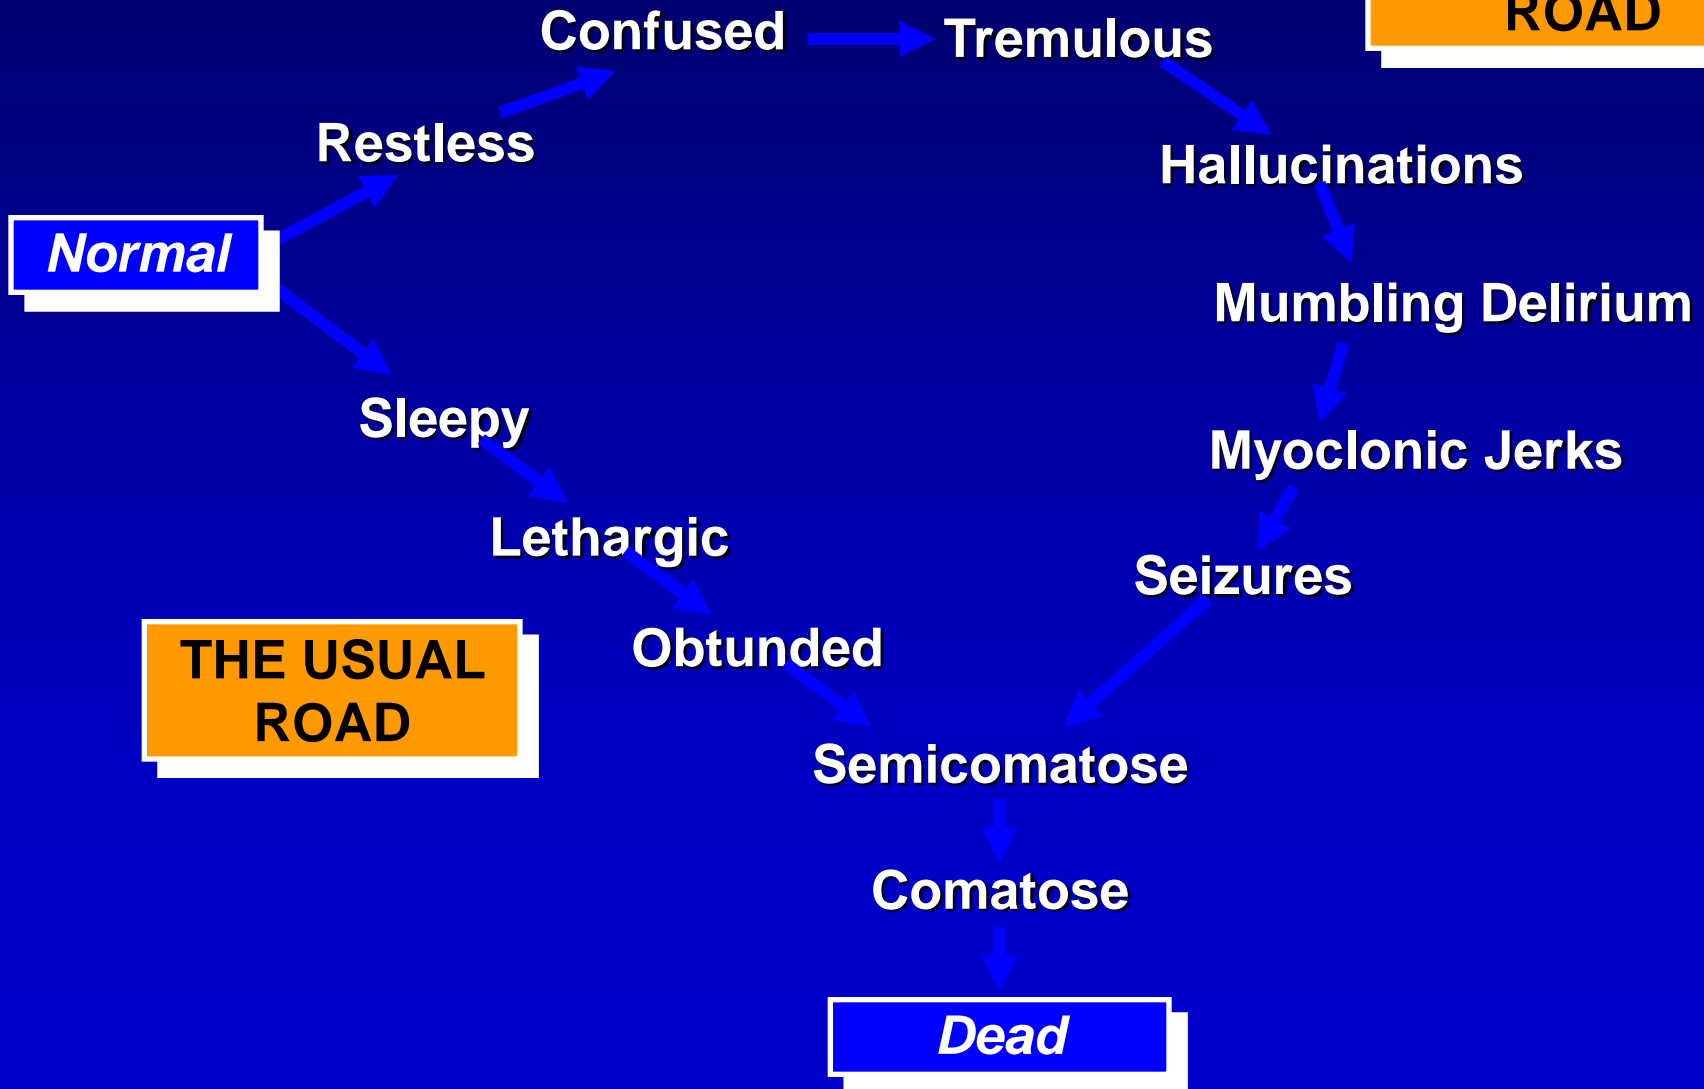 ROAD
Confused
Tremulous
Restless
Hallucinations
Normal
Mumbling Delirium
Sleepy
Myoclonic Jerks
Lethargic
Seizures
THE USUAL
ROAD
Obtunded
Semicomatose
Comatose
Dead